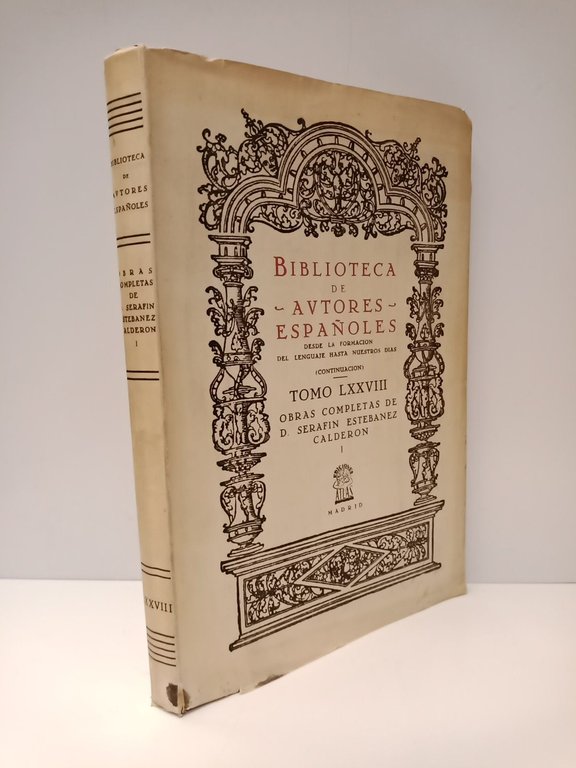 BIBLIOTECA
DE
AVTORES
ESPAÑOLES
OBRAS
COMPLETAS
DE
SERAFIN
ESTEBANEZ
CALDERON
I
LXXVIII
BIBLIOTECA
DE
AVTORES
ESPAÑOLES
DESDE LA FORMACION
DEL LENGUAJE HASTA NUESTROS DIAS
(CONTINUACION)
TOMO LXXVIII
OBRAS COMPLETAS DE
D. SERAFIN ESTEBANEZ
CALDERON
I
ATLAS
MADRID